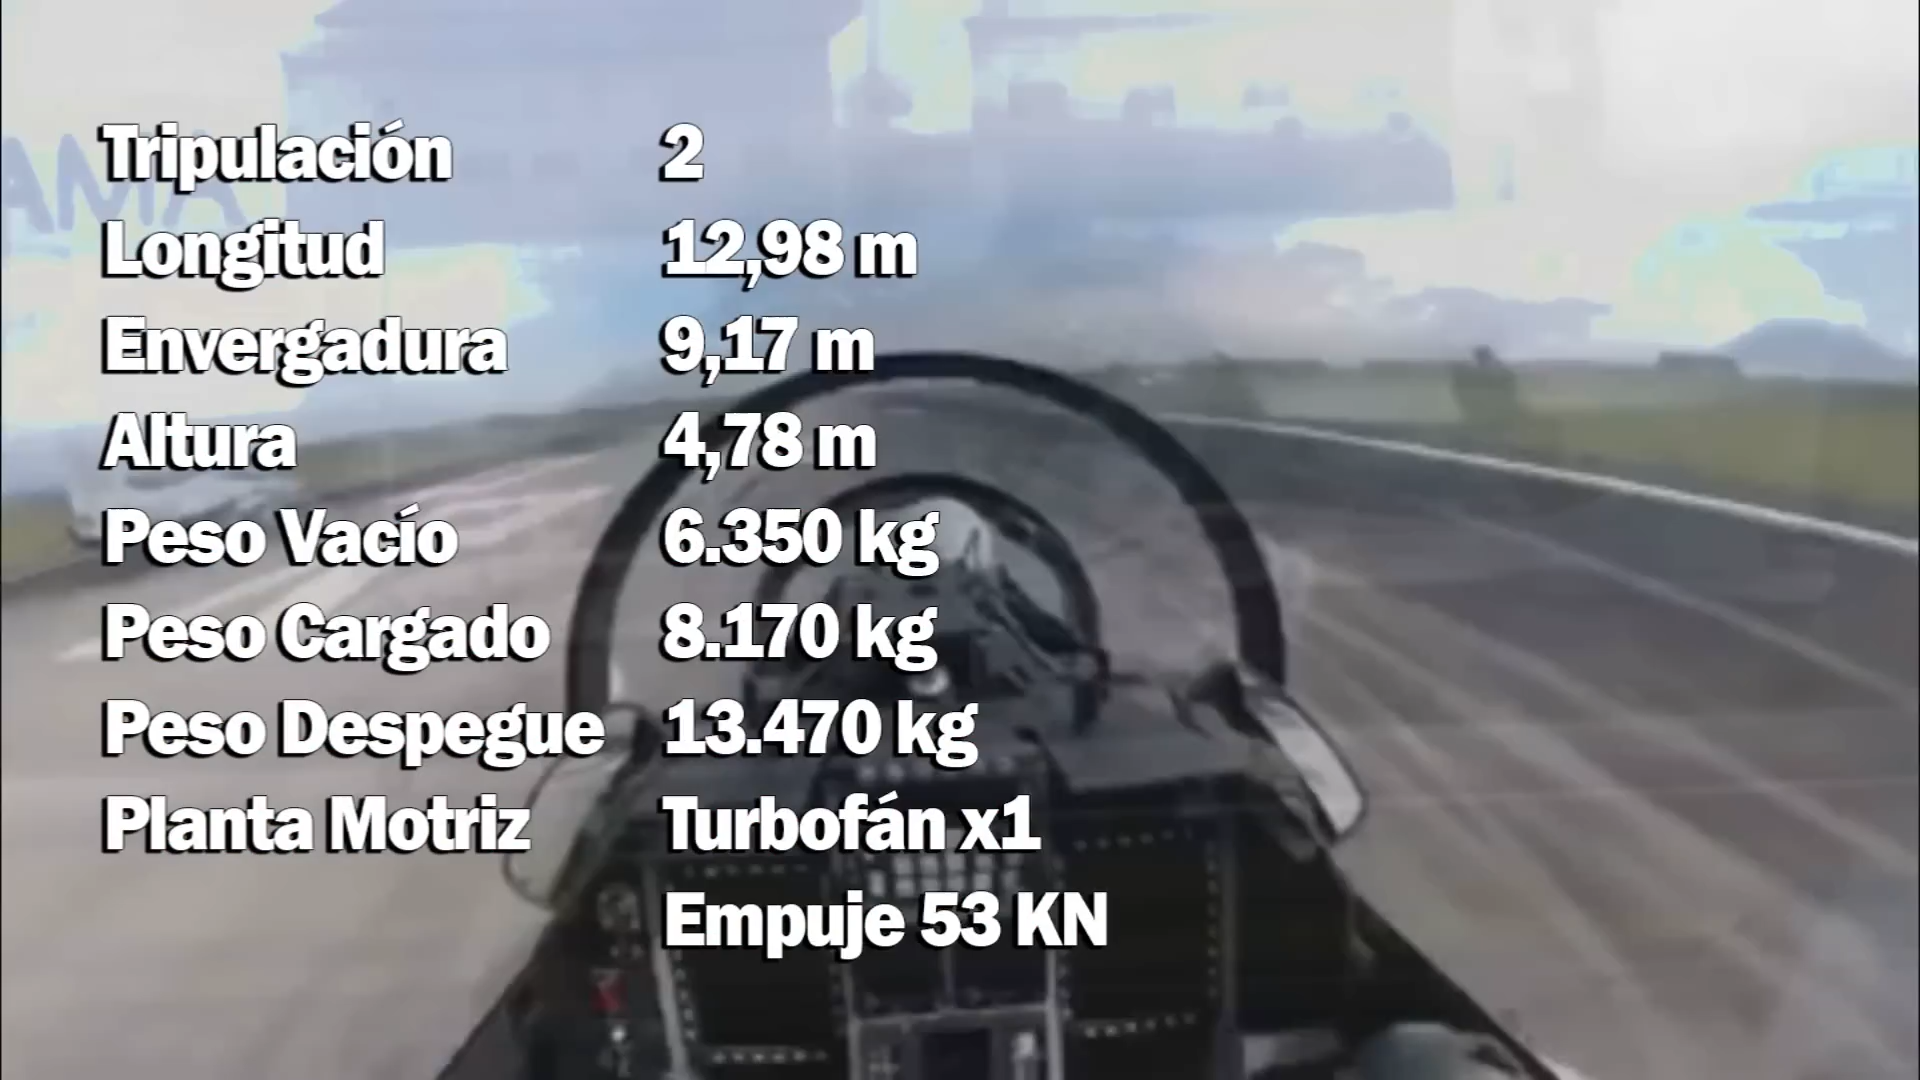 Tripulación 2
Longitud 12,98 m
Envergadura 9,17 m
Altura 4,78 m
Peso Vacío 6.350 kg
Peso Cargado 8.170 kg
Peso Despegue 13.470 kg
Planta Motriz Turbofán x1
Empuje 53 KN
AMA